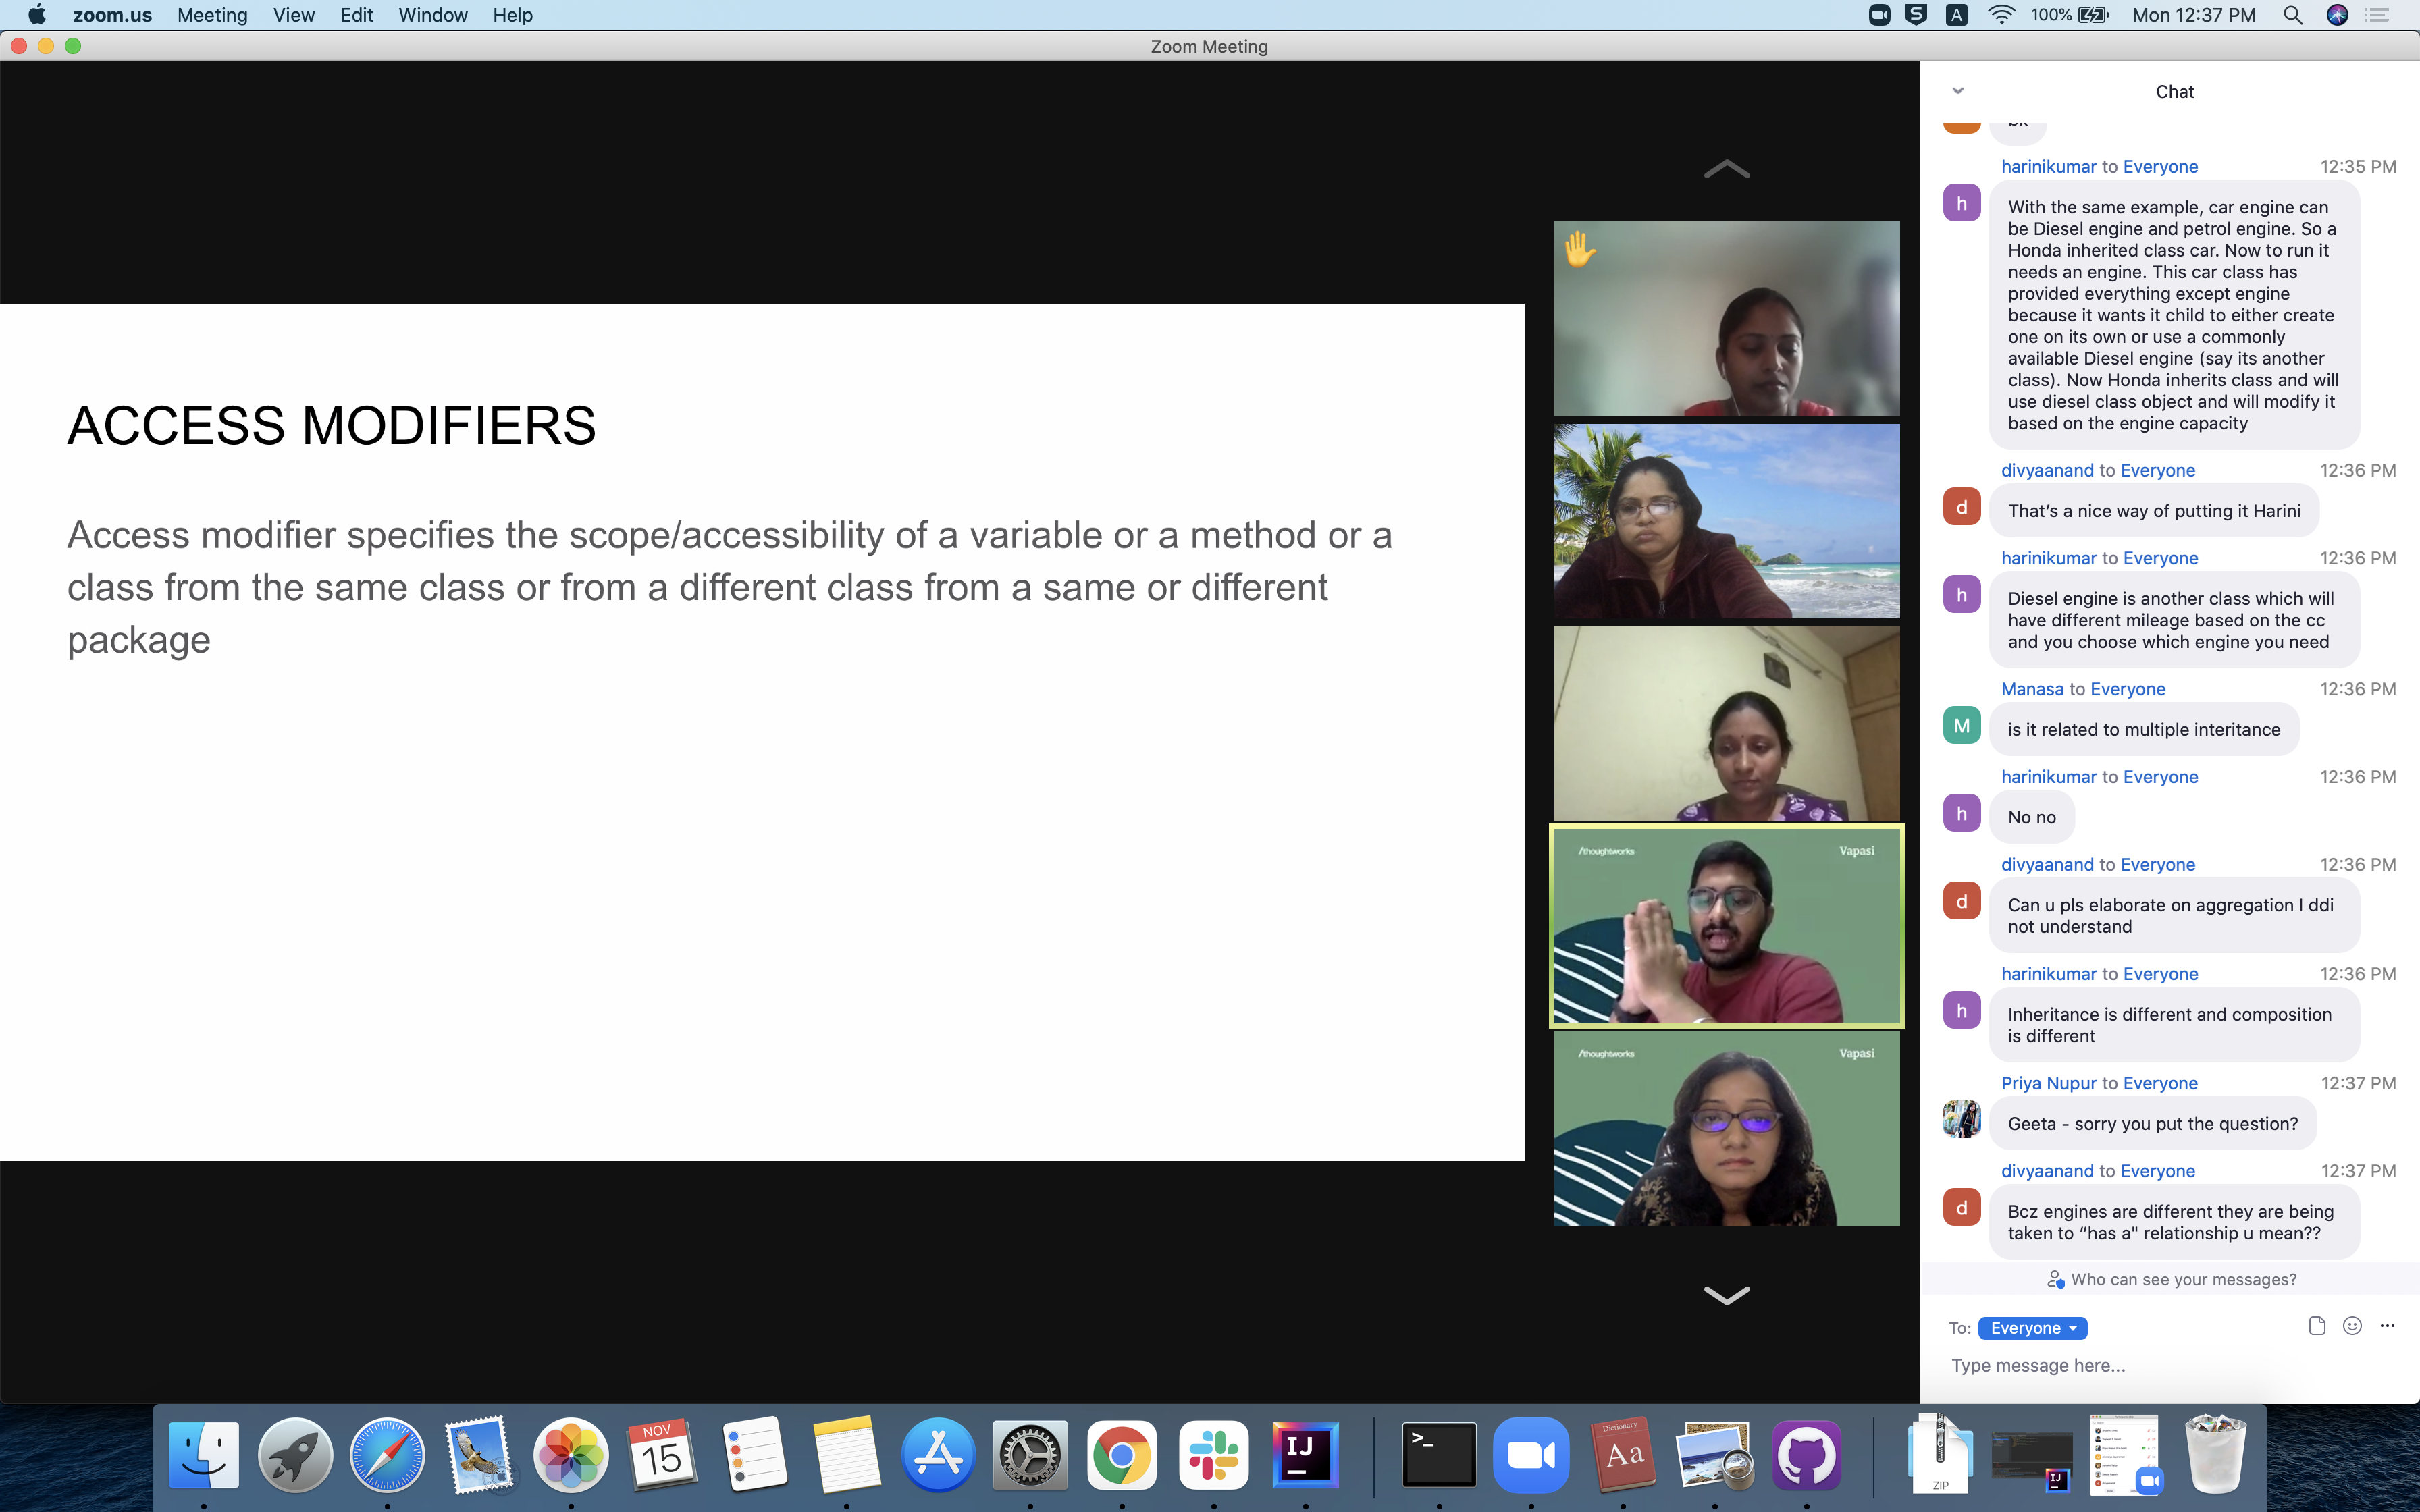 zoom.us Meeting View Edit Window Help
100% Mon 12:37 PM
Zoom Meeting
ACCESS MODIFIERS
Access modifier specifies the scope/accessibility of a variable or a method or a
class from the same class or from a different class from a same or different
package
/thoughtworks Vapasi
/thoughtworks Vapasi
Chat
harinikumar to Everyone 12:35 PM
h
With the same example, car engine can
be Diesel engine and petrol engine. So a
Honda inherited class car. Now to run it
needs an engine. This car class has
provided everything except engine
because it wants it child to either create
one on its own or use a commonly
available Diesel engine (say its another
class). Now Honda inherits class and will
use diesel class object and will modify it
based on the engine capacity
divyaanand to Everyone 12:36 PM
d
That’s a nice way of putting it Harini
harinikumar to Everyone 12:36 PM
h
Diesel engine is another class which will
have different mileage based on the cc
and you choose which engine you need
Manasa to Everyone 12:36 PM
M
is it related to multiple interitance
harinikumar to Everyone 12:36 PM
h
No no
divyaanand to Everyone 12:36 PM
d
Can u pls elaborate on aggregation I ddi
not understand
harinikumar to Everyone 12:36 PM
h
Inheritance is different and composition
is different
Priya Nupur to Everyone 12:37 PM
Geeta - sorry you put the question?
divyaanand to Everyone 12:37 PM
d
Bcz engines are different they are being
taken to “has a" relationship u mean??
Who can see your messages?
To: Everyone
Type message here...
NOV
15
IJ
>_
Dictionary
Aa
ZIP
IJ